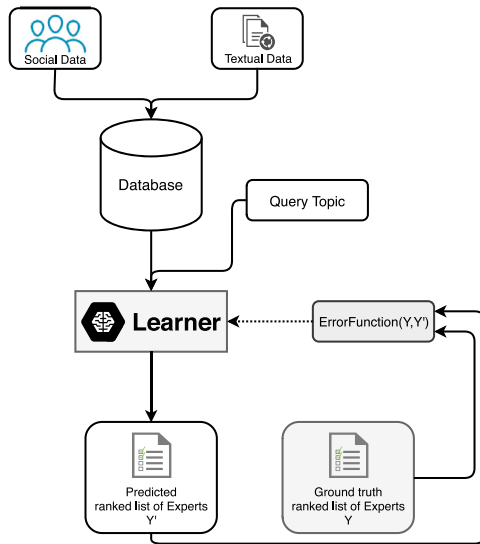 Social Data
Textual Data
Database
Query Topic
Learner
ErrorFunction(Y,Y')
Predicted
ranked list of Experts
Y'
Ground truth
ranked list of Experts
Y